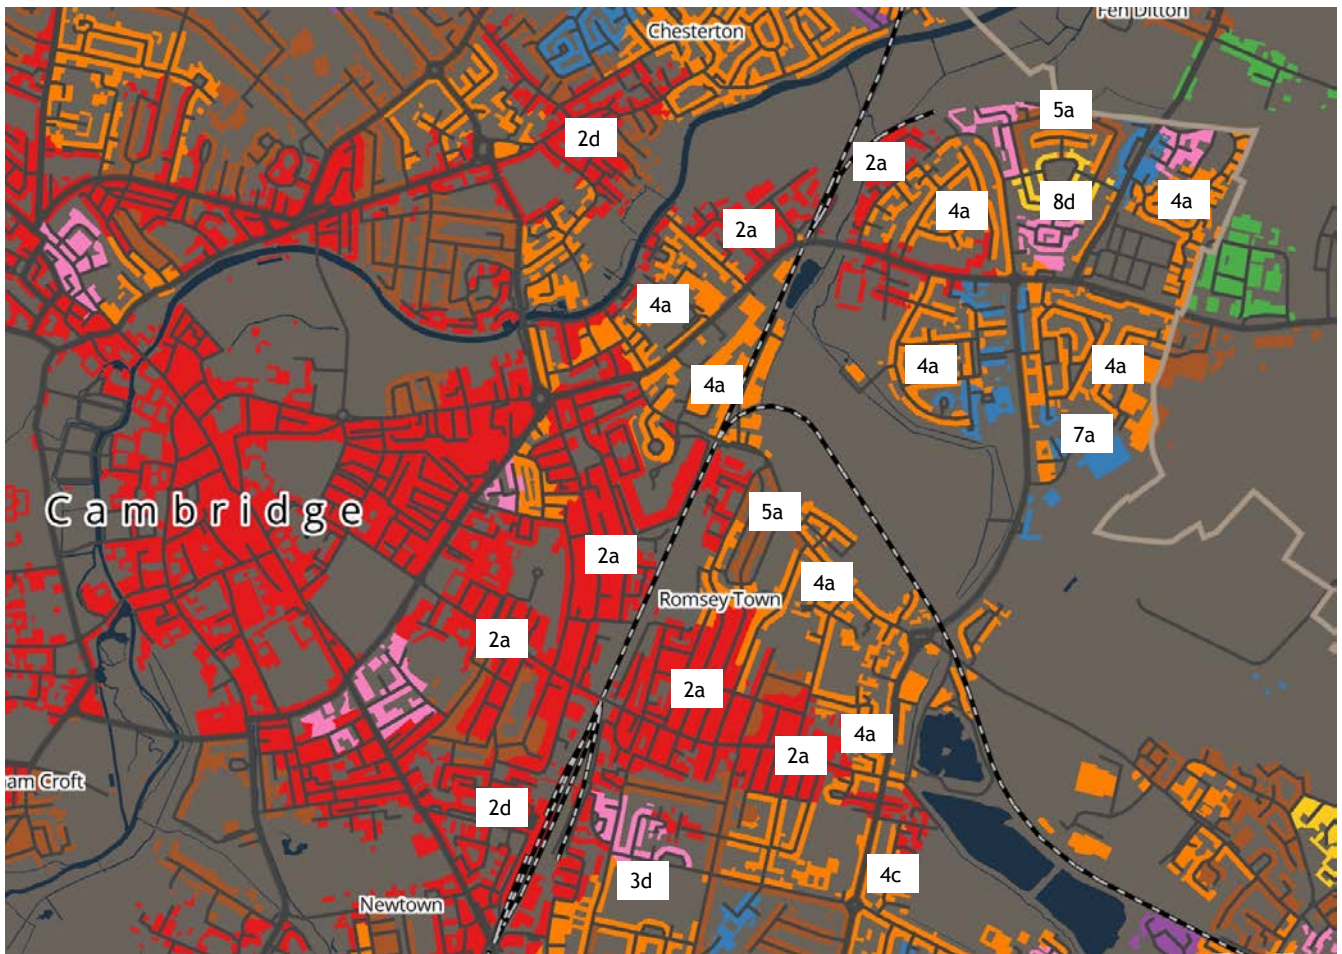 Fen Ditton
Chesterton
5a
2d
2a
8d
4a
4a
2a
4a
4a
4a
4a
7a
Cambridge
5a
2a
4a
Romsey Town
2a
2a
4a
2a
am Croft
2d
3d
4c
Newtown